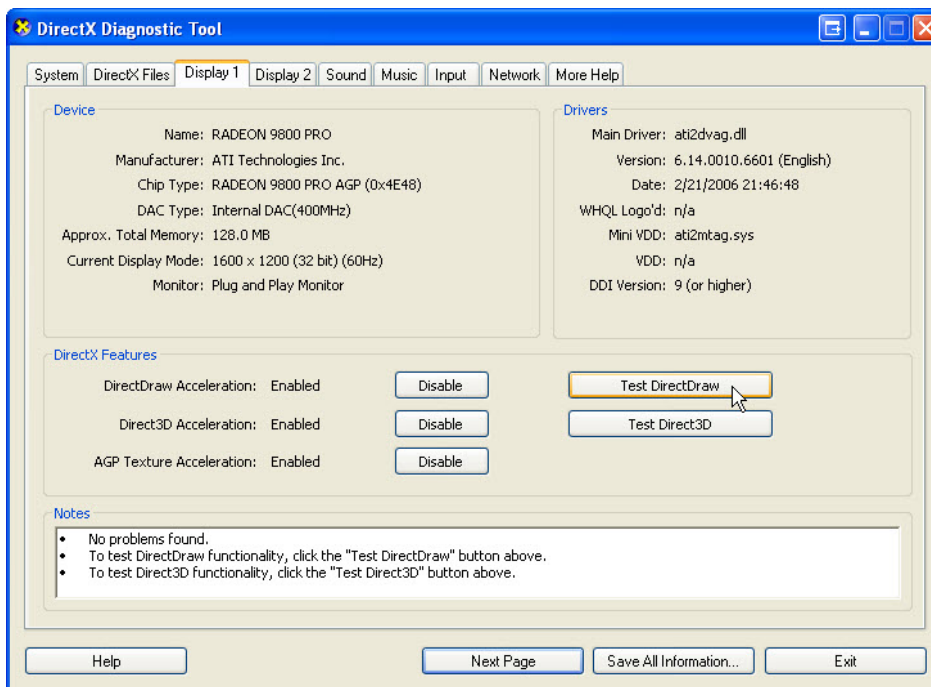 DirectX Diagnostic Tool
System DirectX Files Display 1 Display 2 Sound Music Input Network More Help
Device
Name: RADEON 9800 PRO
Manufacturer: ATI Technologies Inc.
Chip Type: RADEON 9800 PRO AGP (0x4E48)
DAC Type: Internal DAC(400MHz)
Approx. Total Memory: 128.0 MB
Current Display Mode: 1600 x 1200 (32 bit) (60Hz)
Monitor: Plug and Play Monitor
Drivers
Main Driver: ati2dvag.dll
Version: 6.14.0010.6601 (English)
Date: 2/21/2006 21:46:48
WHQL Logo'd: n/a
Mini VDD: ati2mtag.sys
VDD: n/a
DDI Version: 9 (or higher)
DirectX Features
DirectDraw Acceleration: Enabled Disable Test DirectDraw
Direct3D Acceleration: Enabled Disable Test Direct3D
AGP Texture Acceleration: Enabled Disable
Notes
• No problems found.
• To test DirectDraw functionality, click the "Test DirectDraw" button above.
• To test Direct3D functionality, click the "Test Direct3D" button above.
Help Next Page Save All Information... Exit